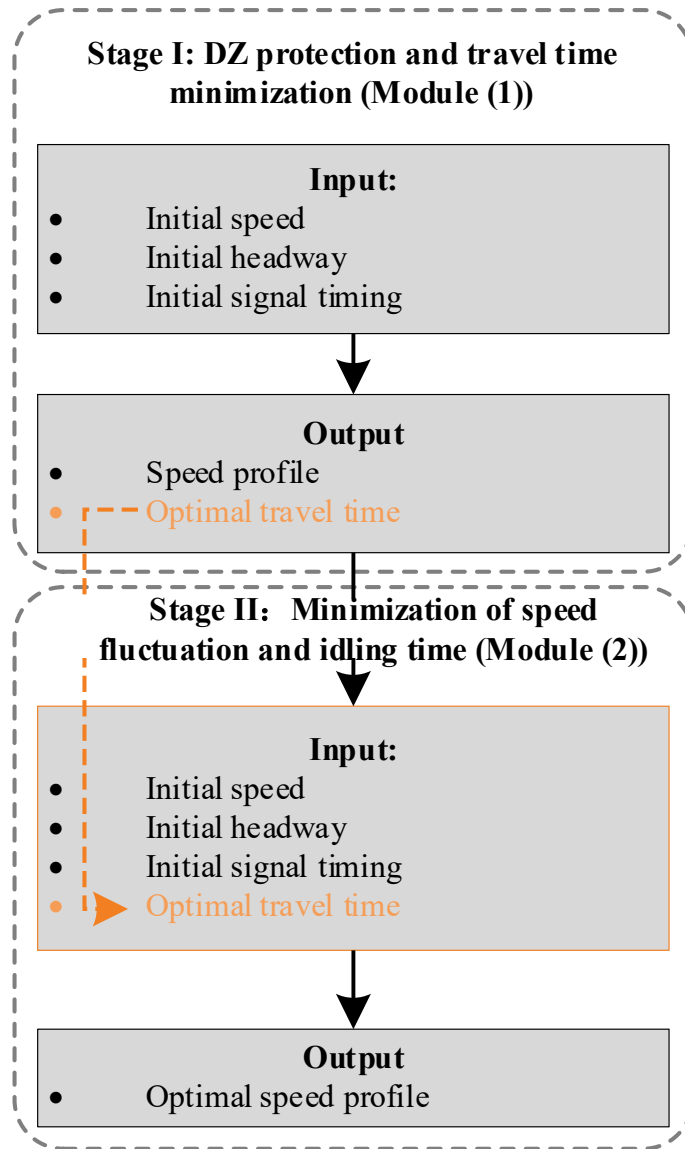 Stage I: DZ protection and travel time
minimization (Module (1))
Input:
• Initial speed
• Initial headway
• Initial signal timing
Output
• Speed profile
• Optimal travel time
Stage II：Minimization of speed
fluctuation and idling time (Module (2))
Input:
• Initial speed
• Initial headway
• Initial signal timing
• Optimal travel time
Output
• Optimal speed profile